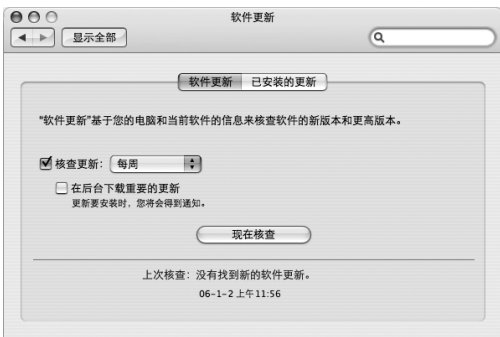 软件更新
显示全部
软件更新 已安装的更新
“软件更新”基于您的电脑和当前软件的信息来核查软件的新版本和更高版本。
核查更新: 每周
在后台下载重要的更新
更新要安装时，您将会得到通知。
现在核查
上次核查: 没有找到新的软件更新。
06-1-2 上午11:56